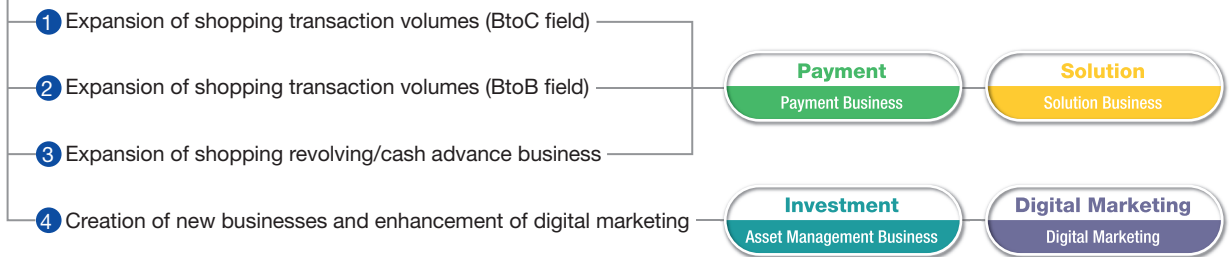 1 Expansion of shopping transaction volumes (BtoC field)
2 Expansion of shopping transaction volumes (BtoB field)
3 Expansion of shopping revolving/cash advance business
Payment
Payment Business
Solution
Solution Business
4 Creation of new businesses and enhancement of digital marketing
Investment
Asset Management Business
Digital Marketing
Digital Marketing